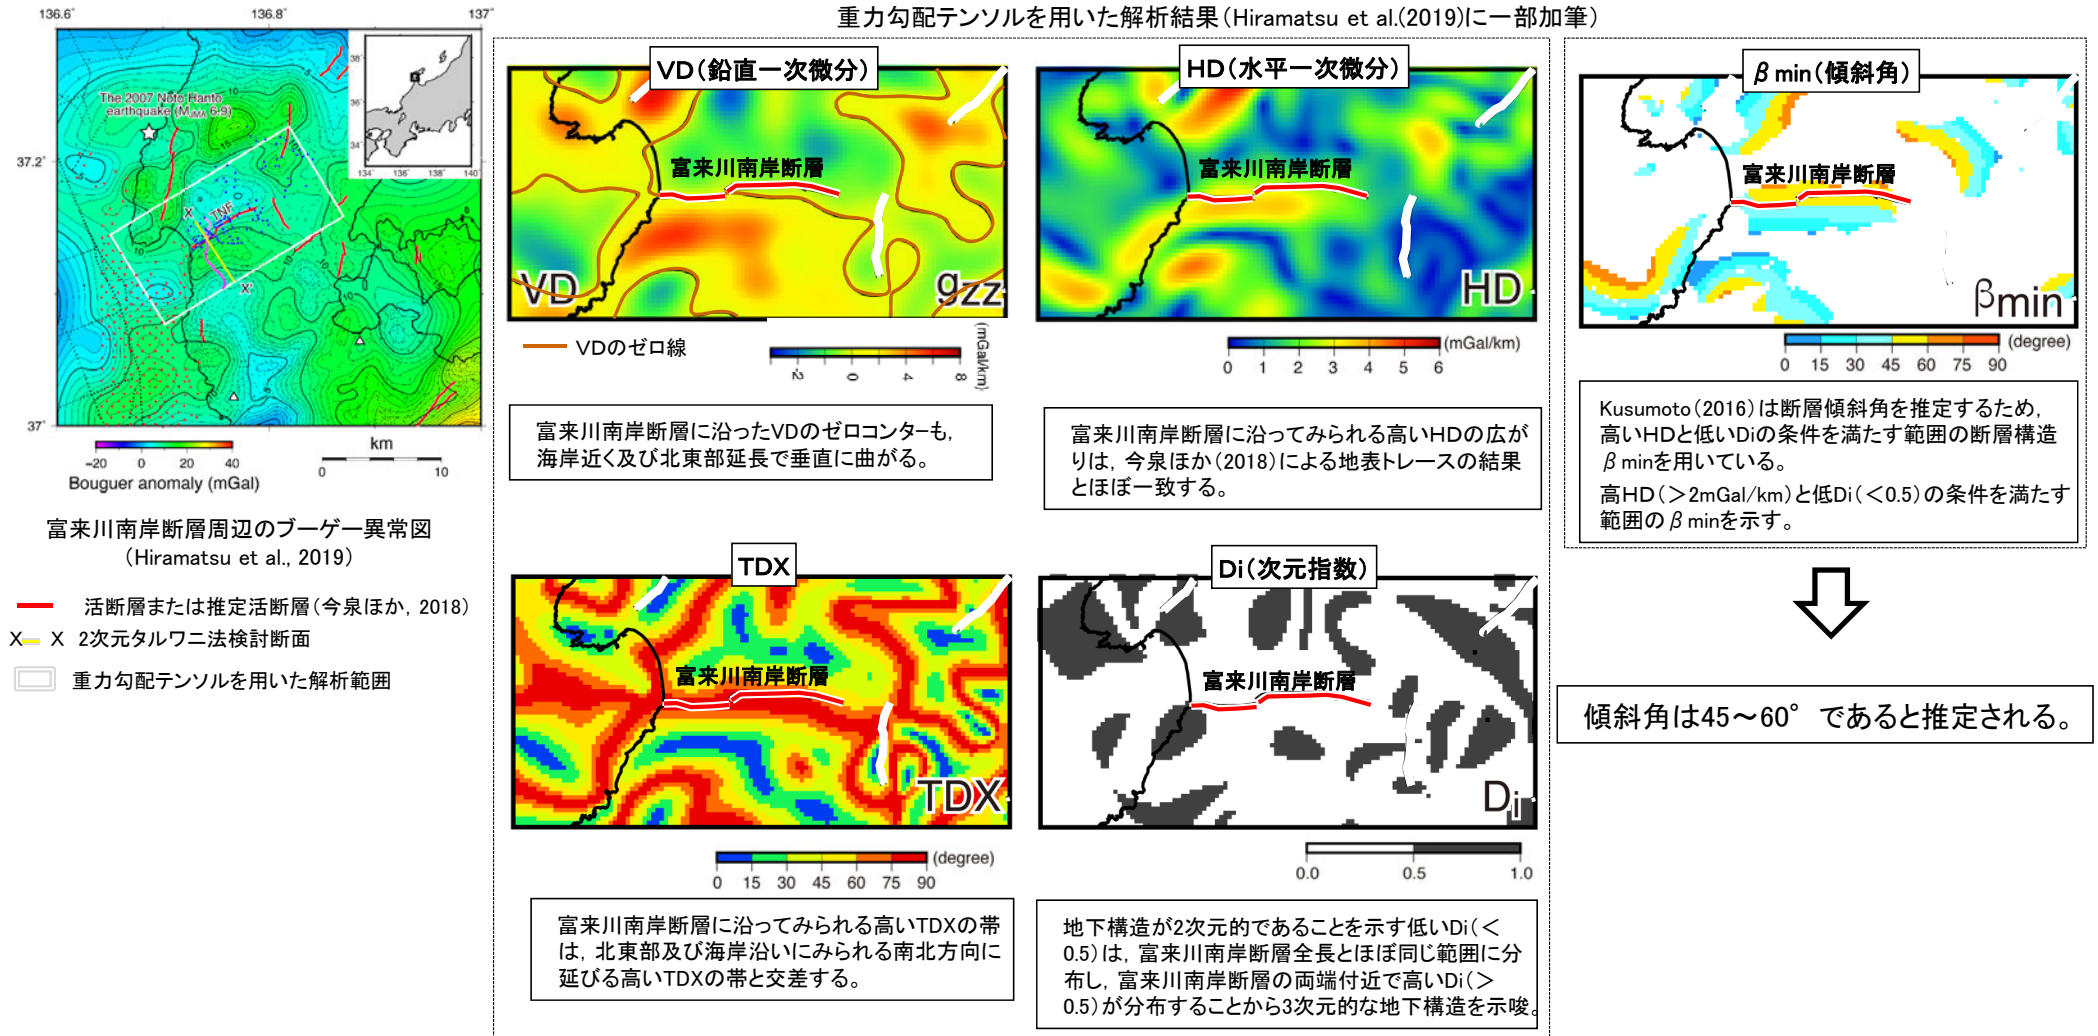 重力勾配テンソルを用いた解析結果(Hiramatsu et al.(2019)に一部加筆)
136.6° 136.8° 137°
37.2°
37°
The 2007 Noto Hanto
earthquake (MJMA 6.9)
38°
36°
34°
134° 136° 138° 140°
X
TNF
X'
15
10
10
10
10
5
−20 0 20 40
Bouguer anomaly (mGal)
km
0 10
富来川南岸断層周辺のブーゲー異常図
(Hiramatsu et al., 2019)
活断層または推定活断層(今泉ほか, 2018)
X X 2次元タルワニ法検討断面
重力勾配テンソルを用いた解析範囲
VD(鉛直一次微分)
富来川南岸断層
VD
gzz
VDのゼロ線
-2 0 4 8
(mGal/km)
富来川南岸断層に沿ったVDのゼロコンターも,
海岸近く及び北東部延長で垂直に曲がる。
HD(水平一次微分)
富来川南岸断層
HD
(mGal/km)
0 1 2 3 4 5 6
富来川南岸断層に沿ってみられる高いHDの広が
りは, 今泉ほか(2018)による地表トレースの結果
とほぼ一致する。
TDX
富来川南岸断層
TDX
(degree)
0 15 30 45 60 75 90
富来川南岸断層に沿ってみられる高いTDXの帯
は, 北東部及び海岸沿いにみられる南北方向に
延びる高いTDXの帯と交差する。
Di(次元指数)
富来川南岸断層
Di
0.0 0.5 1.0
地下構造が2次元的であることを示す低いDi(<
0.5)は, 富来川南岸断層全長とほぼ同じ範囲に分
布し, 富来川南岸断層の両端付近で高いDi(>
0.5)が分布することから3次元的な地下構造を示唆。
βmin(傾斜角)
富来川南岸断層
βmin
(degree)
0 15 30 45 60 75 90
Kusumoto(2016)は断層傾斜角を推定するため,
高いHDと低いDiの条件を満たす範囲の断層構造
βminを用いている。
高HD(>2mGal/km)と低Di(<0.5)の条件を満たす
範囲のβminを示す。
傾斜角は45～60°であると推定される。